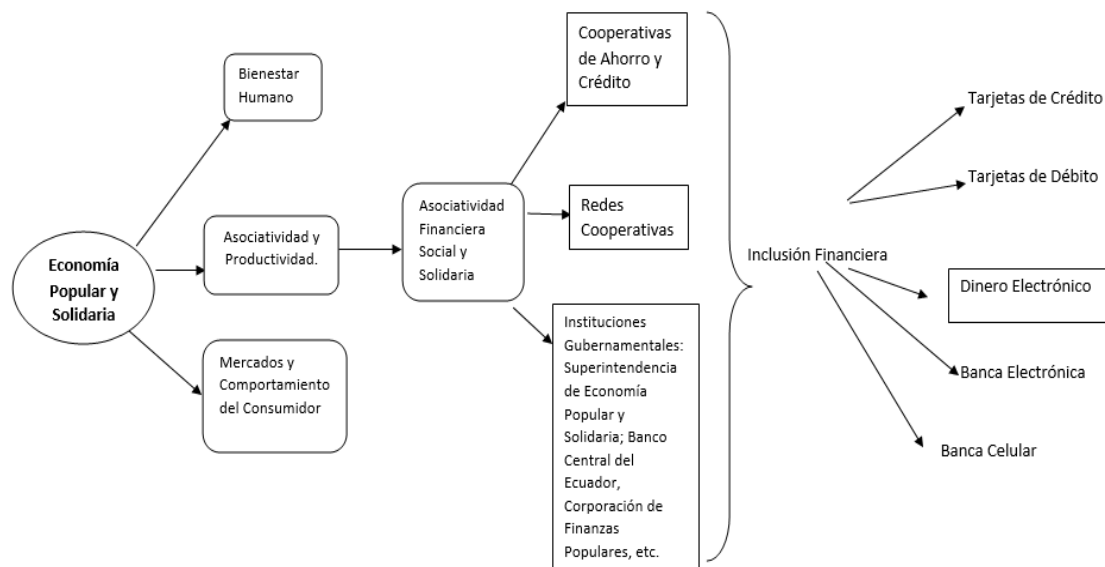 Economía
Popular y
Solidaria
Bienestar
Humano
Asociatividad y
Productividad.
Mercados y
Comportamiento
del Consumidor
Asociatividad
Financiera
Social y
Solidaria
Cooperativas
de Ahorro y
Crédito
Redes
Cooperativas
Instituciones
Gubernamentales:
Superintendencia
de Economía
Popular y
Solidaria; Banco
Central del
Ecuador,
Corporación de
Finanzas
Populares, etc.
Inclusión Financiera
Tarjetas de Crédito
Tarjetas de Débito
Dinero Electrónico
Banca Electrónica
Banca Celular